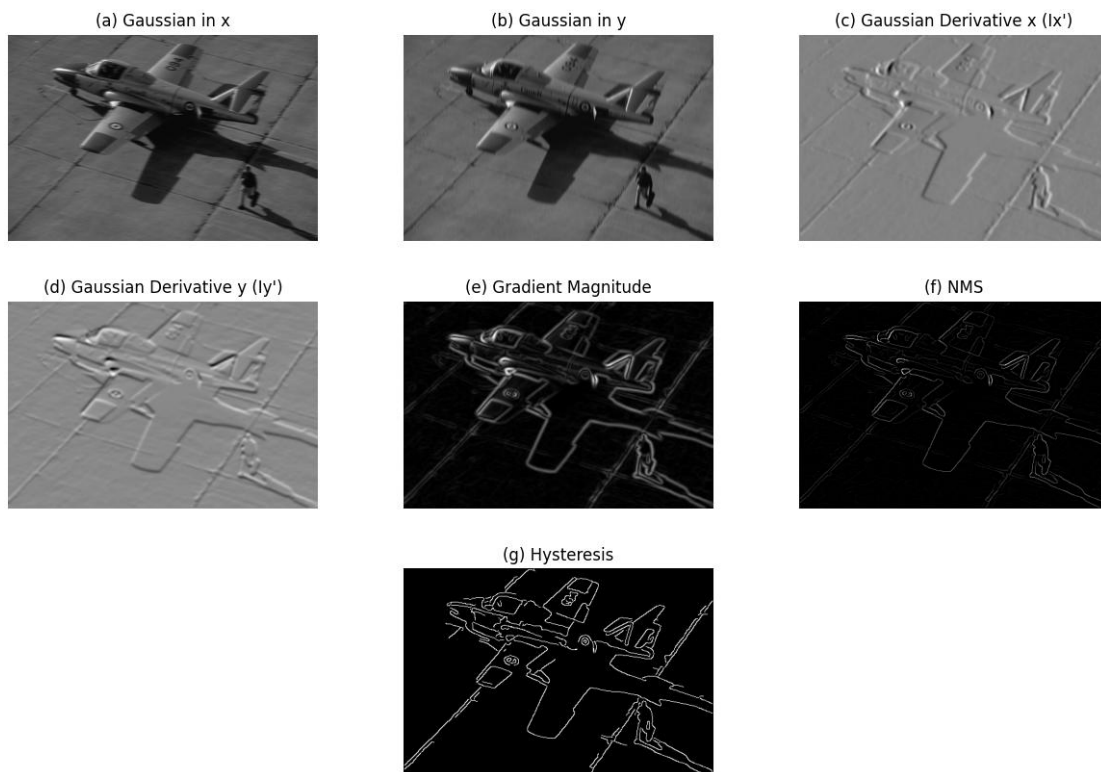 (a) Gaussian in x
(b) Gaussian in y
(c) Gaussian Derivative x (Ix')
(d) Gaussian Derivative y (Iy')
(e) Gradient Magnitude
(f) NMS
(g) Hysteresis